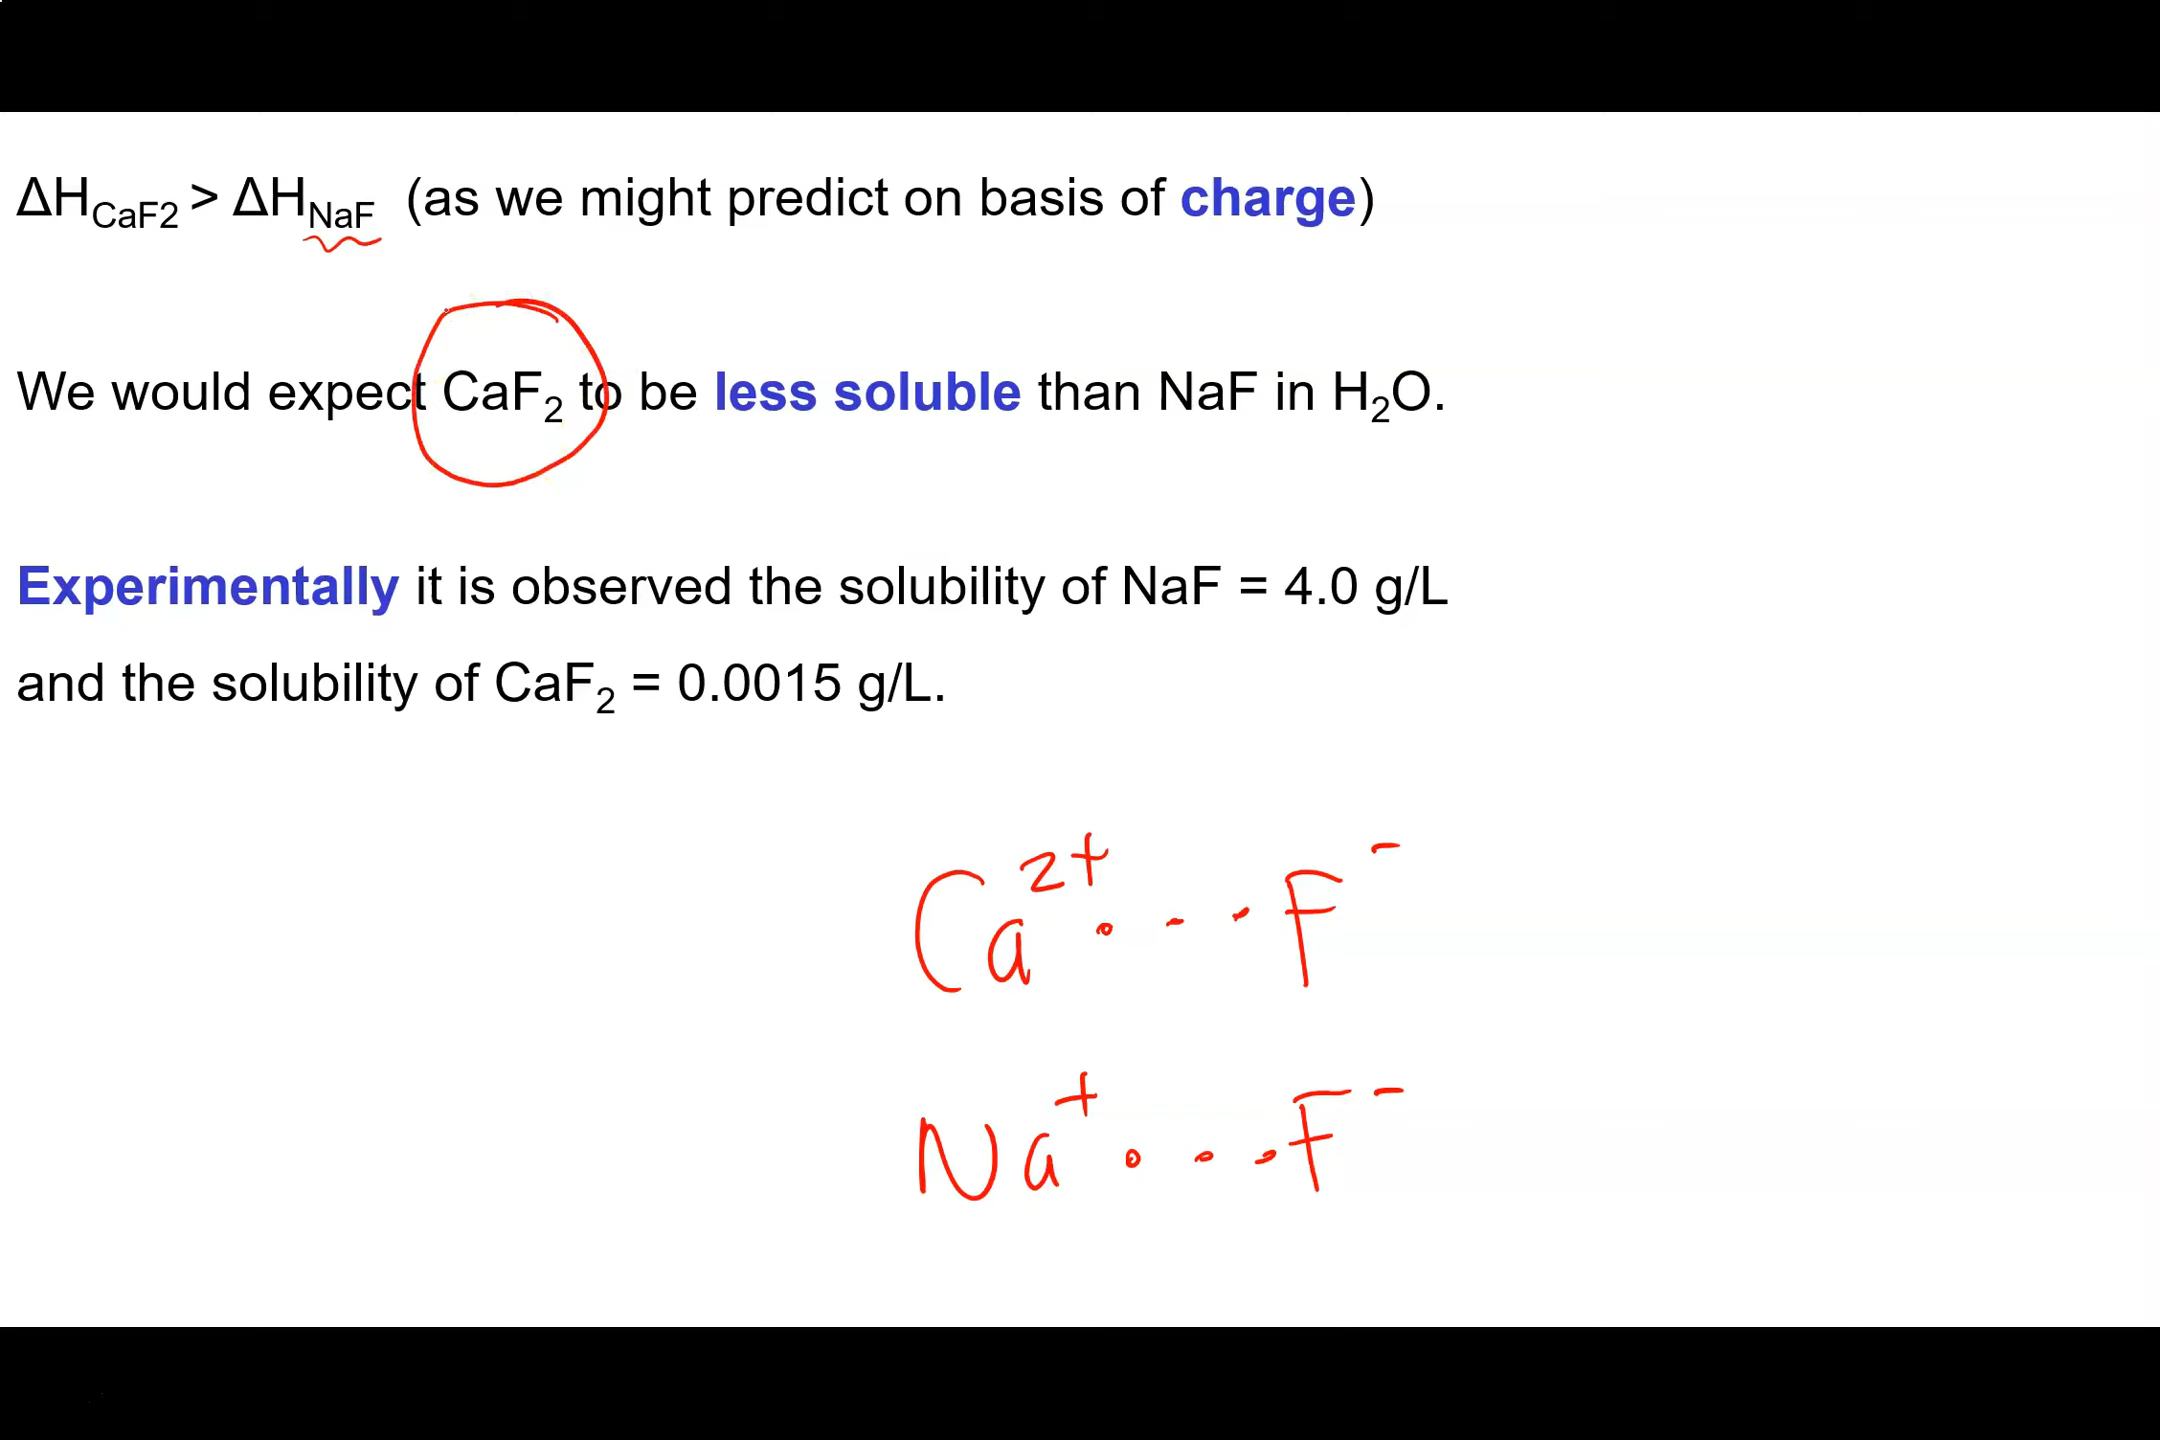 ΔH_CaF2 > ΔH_NaF (as we might predict on basis of charge)
We would expect CaF₂ to be less soluble than NaF in H₂O.
Experimentally it is observed the solubility of NaF = 4.0 g/L
and the solubility of CaF₂ = 0.0015 g/L.
Ca²⁺ · · · F⁻
Na⁺ · · · F⁻